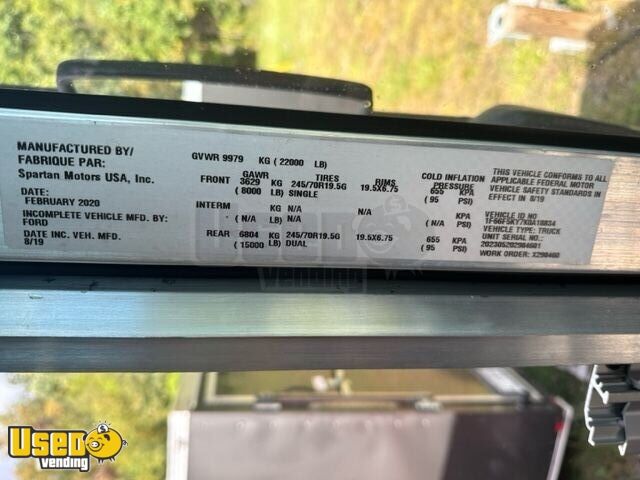 MANUFACTURED BY/
FABRIQUE PAR:
Spartan Motors USA, Inc.
DATE:
FEBRUARY 2020
INCOMPLETE VEHICLE MFD. BY:
FORD
DATE INC. VEH. MFD.
8/19
GVWR 9979 KG ( 22000 LB)
GAWR TIRES RIMS COLD INFLATION PRESSURE
FRONT 3629 KG 245/70R19.5G 19.5X6.75 655 KPA
( 8000 LB) SINGLE ( 95 PSI)
INTERM KG N/A N/A KPA
(N/A LB) N/A (N/A PSI)
REAR 6804 KG 245/70R19.5G 19.5X6.75 655 KPA
( 15000 LB) DUAL ( 95 PSI)
THIS VEHICLE CONFORMS TO ALL
APPLICABLE FEDERAL MOTOR
VEHICLE SAFETY STANDARDS IN
EFFECT IN 8/19
VEHICLE ID NO
VEHICLE TYPE: TRUCK
UNIT SERIAL NO:
WORK ORDER: X298460
Used
vending
Used
vending